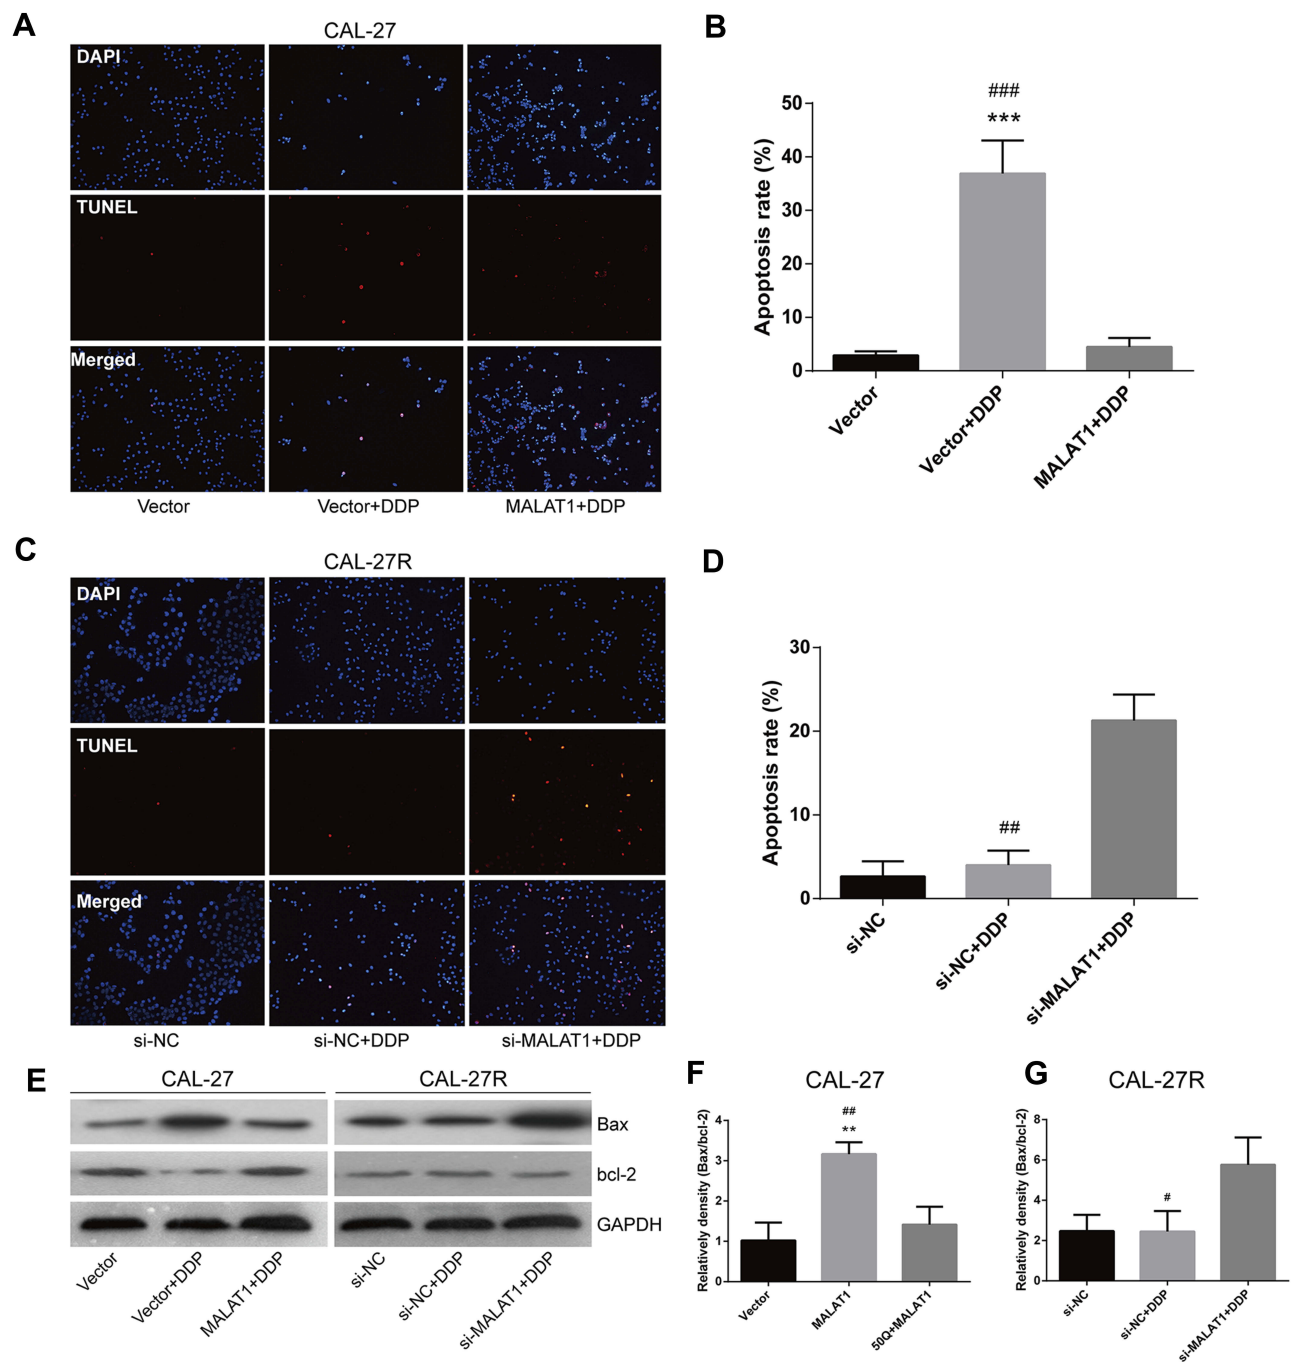 A
CAL-27
DAPI
TUNEL
Merged
Vector
Vector+DDP
MALAT1+DDP
B
###
***
50
40
30
20
10
0
Apoptosis rate (%)
Vector
Vector+DDP
MALAT1+DDP
C
CAL-27R
DAPI
TUNEL
Merged
si-NC
si-NC+DDP
si-MALAT1+DDP
D
##
30
20
10
0
Apoptosis rate (%)
si-NC
si-NC+DDP
si-MALAT1+DDP
E
CAL-27
CAL-27R
Bax
bcl-2
GAPDH
Vector
Vector+DDP
MALAT1+DDP
si-NC
si-NC+DDP
si-MALAT1+DDP
F
CAL-27
##
**
4
3
2
1
0
Relatively density (Bax/bcl-2)
Vector
MALAT1
50Q+MALAT1
G
CAL-27R
#
8
6
4
2
0
Relatively density (Bax/bcl-2)
si-NC
si-NC+DDP
si-MALAT1+DDP